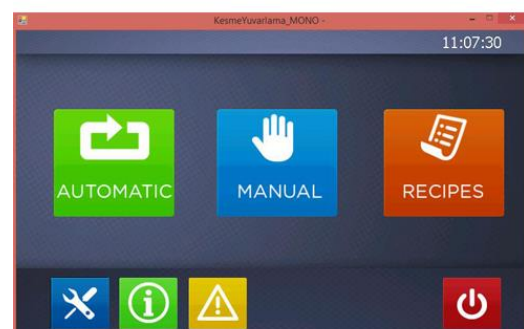 KesmeYuvarlama_MONO -
11:07:30
AUTOMATIC
MANUAL
RECIPES